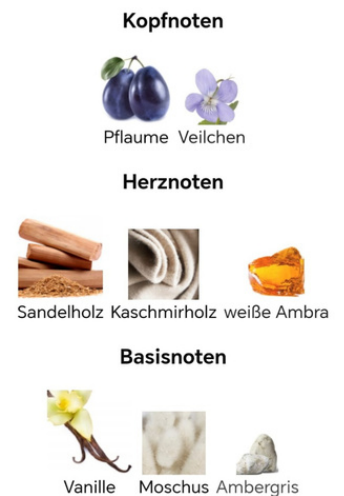 Kopfnoten
Pflaume Veilchen
Herznoten
Sandelholz Kaschmirholz weiße Ambra
Basisnoten
Vanille Moschus Ambergris